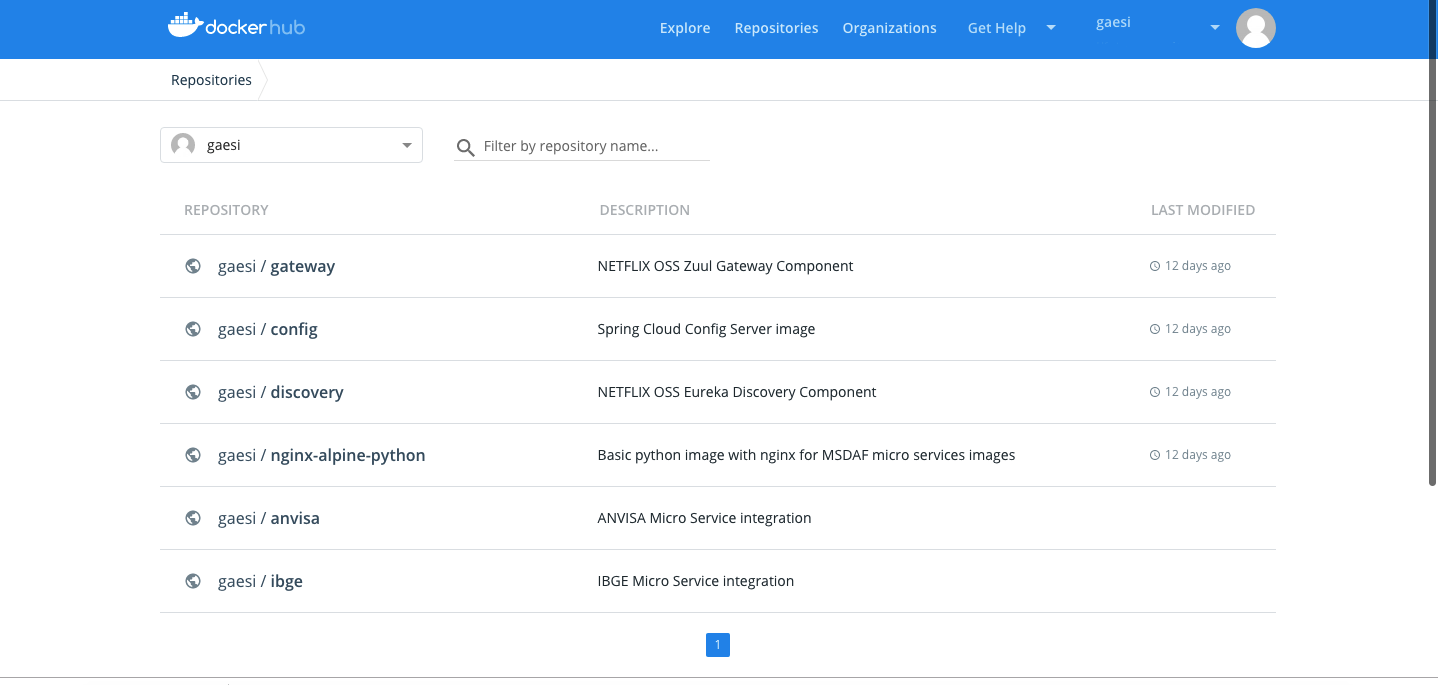 dockerhub Explore Repositories Organizations Get Help gaesi
Repositories
gaesi Filter by repository name...
REPOSITORY DESCRIPTION LAST MODIFIED
gaesi / gateway NETFLIX OSS Zuul Gateway Component 12 days ago
gaesi / config Spring Cloud Config Server image 12 days ago
gaesi / discovery NETFLIX OSS Eureka Discovery Component 12 days ago
gaesi / nginx-alpine-python Basic python image with nginx for MSDAF micro services images 12 days ago
gaesi / anvisa ANVISA Micro Service integration
gaesi / ibge IBGE Micro Service integration
1